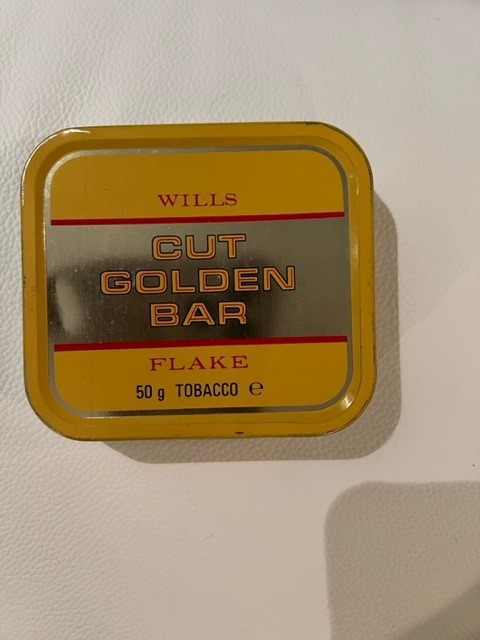 WILLS
CUT
GOLDEN
BAR
FLAKE
50 g TOBACCO ℮